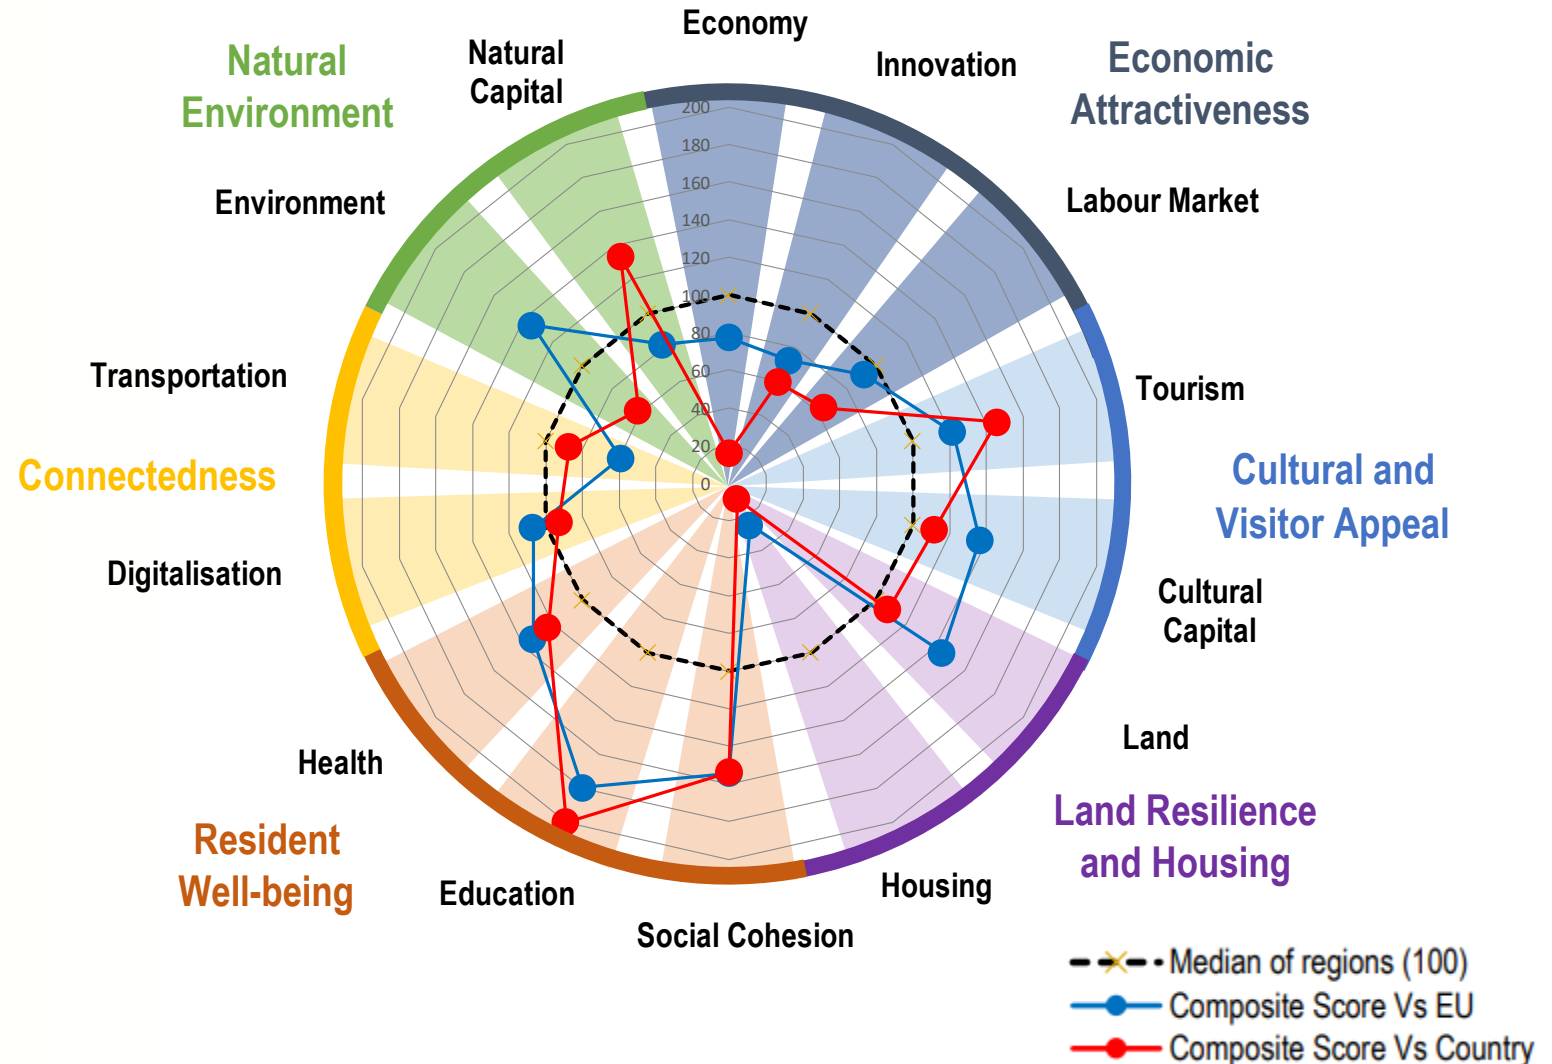 Economy
Natural
Capital
Innovation
Natural
Environment
Economic
Attractiveness
Environment
Labour Market
200
180
160
140
120
100
80
60
40
20
0
Transportation
Tourism
Connectedness
Cultural and
Visitor Appeal
Digitalisation
Cultural
Capital
Health
Land
Resident
Well-being
Land Resilience
and Housing
Education
Housing
Social Cohesion
Median of regions (100)
Composite Score Vs EU
Composite Score Vs Country